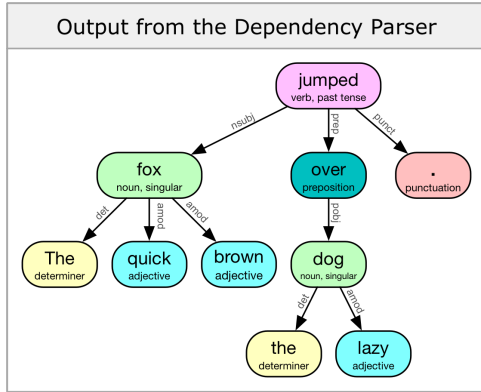 Output from the Dependency Parser
jumped
verb, past tense
nsubj
prep
punct
fox
noun, singular
over
preposition
.
punctuation
det
amod
amod
pobj
The
determiner
quick
adjective
brown
adjective
dog
noun, singular
det
amod
the
determiner
lazy
adjective